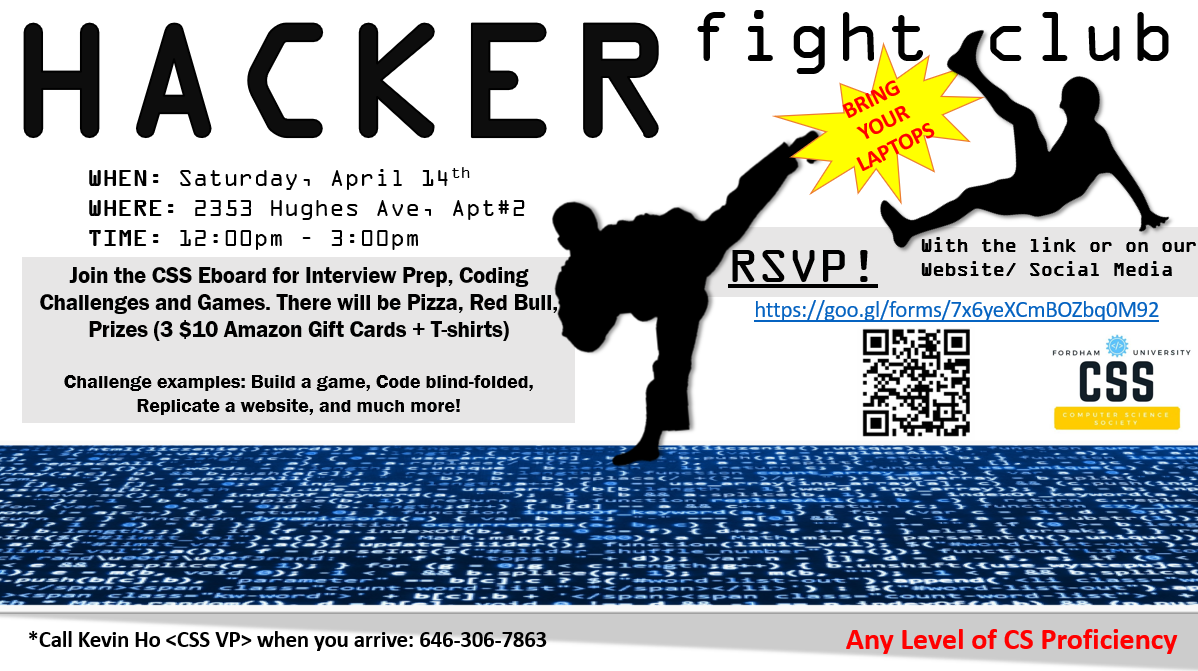 HACKER fight club
BRING
YOUR
LAPTOPS
WHEN: Saturday, April 14th
WHERE: 2353 Hughes Ave, Apt#2
TIME: 12:00pm - 3:00pm
Join the CSS Eboard for Interview Prep, Coding
Challenges and Games. There will be Pizza, Red Bull,
Prizes (3 $10 Amazon Gift Cards + T-shirts)
Challenge examples: Build a game, Code blind-folded,
Replicate a website, and much more!
RSVP!
With the link or on our
Website/ Social Media
https://goo.gl/forms/7x6yeXCmBOZbq0M92
FORDHAM </> UNIVERSITY
CSS
COMPUTER SCIENCE
SOCIETY
*Call Kevin Ho <CSS VP> when you arrive: 646-306-7863
Any Level of CS Proficiency